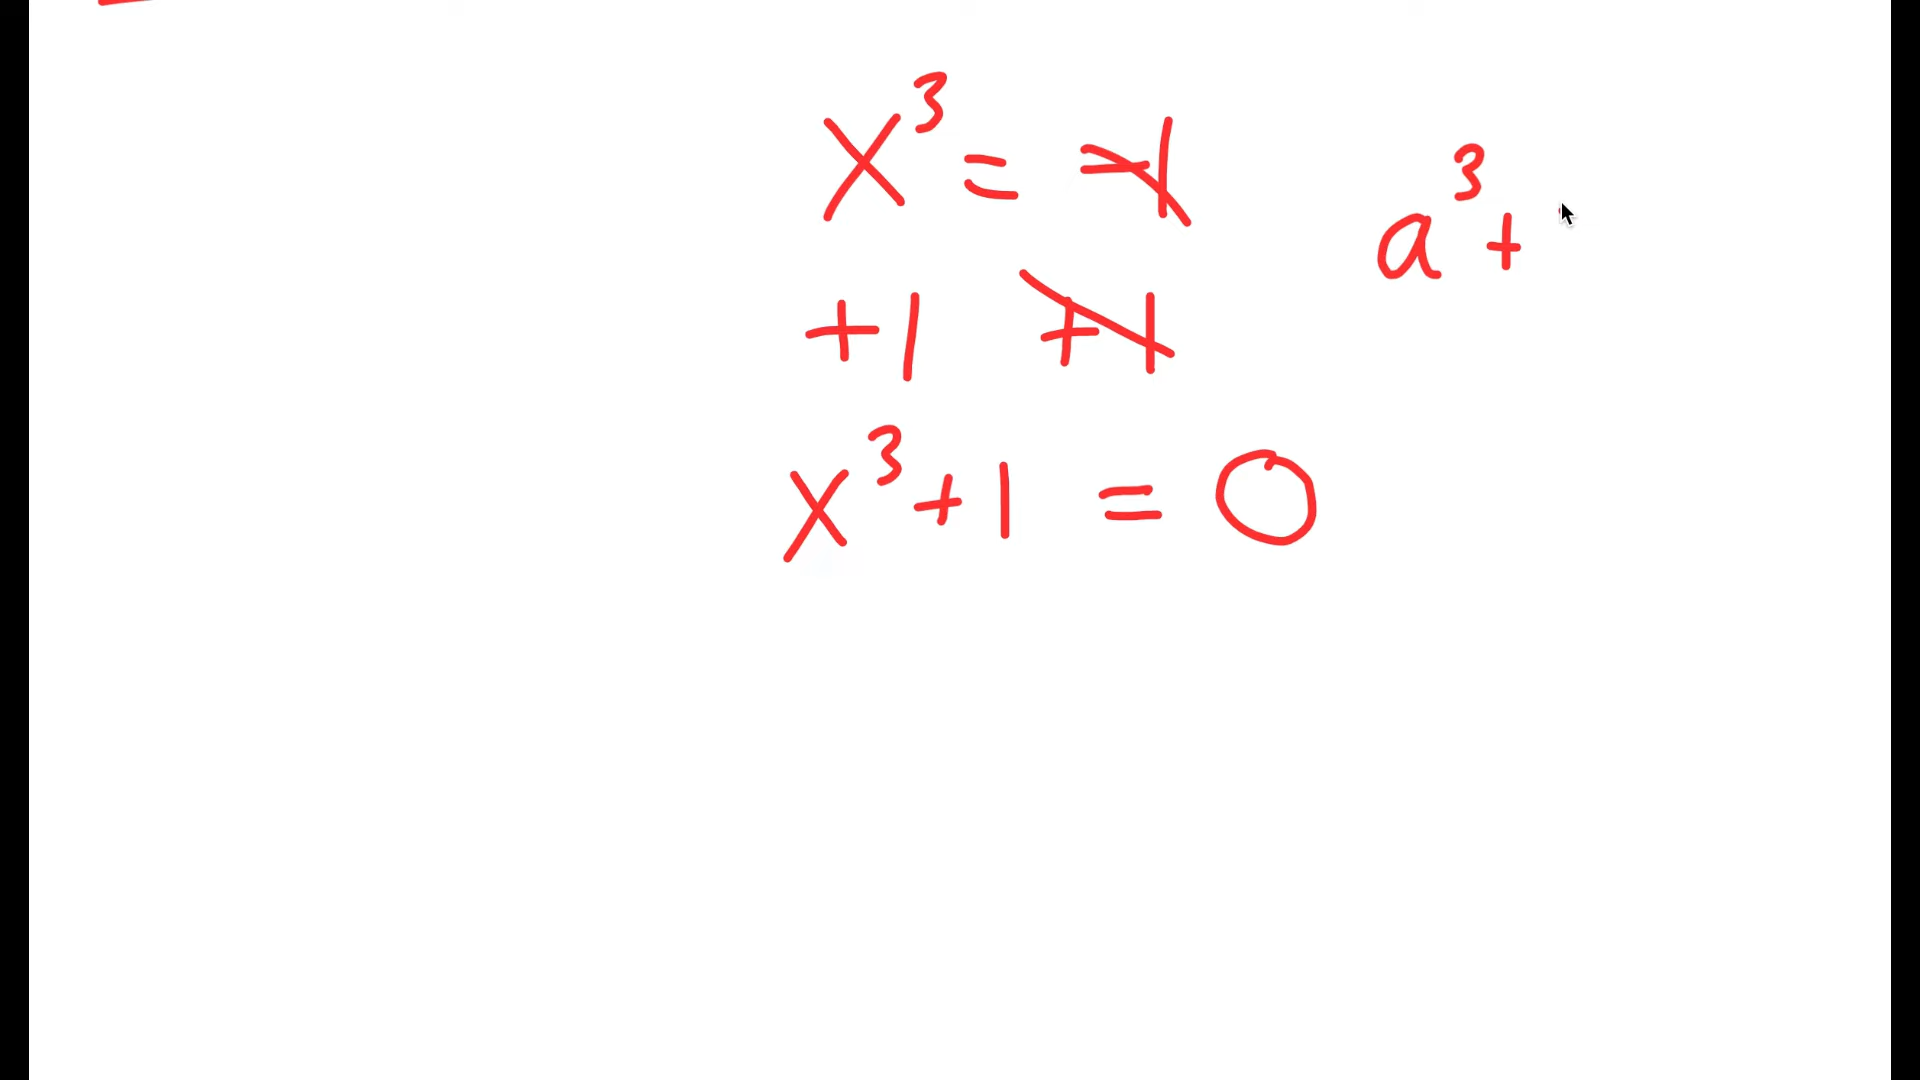 x³ = -1
a³ +
+1 +1
x³ + 1 = 0